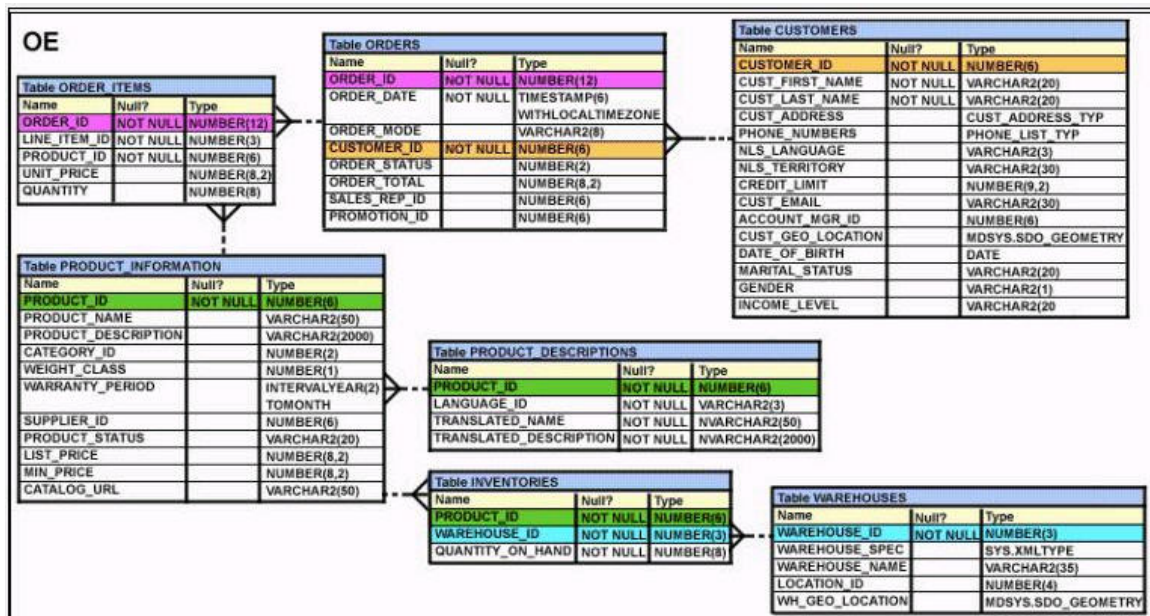 OE
Table ORDER_ITEMS
Name Null? Type
ORDER_ID NOT NULL NUMBER(12)
LINE_ITEM_ID NOT NULL NUMBER(3)
PRODUCT_ID NOT NULL NUMBER(6)
UNIT_PRICE NUMBER(8,2)
QUANTITY NUMBER(8)
Table ORDERS
Name Null? Type
ORDER_ID NOT NULL NUMBER(12)
ORDER_DATE NOT NULL TIMESTAMP(6)
WITHLOCALTIMEZONE
ORDER_MODE VARCHAR2(8)
CUSTOMER_ID NOT NULL NUMBER(6)
ORDER_STATUS NUMBER(2)
ORDER_TOTAL NUMBER(8,2)
SALES_REP_ID NUMBER(6)
PROMOTION_ID NUMBER(6)
Table CUSTOMERS
Name Null? Type
CUSTOMER_ID NOT NULL NUMBER(6)
CUST_FIRST_NAME NOT NULL VARCHAR2(20)
CUST_LAST_NAME NOT NULL VARCHAR2(20)
CUST_ADDRESS CUST_ADDRESS_TYP
PHONE_NUMBERS PHONE_LIST_TYP
NLS_LANGUAGE VARCHAR2(3)
NLS_TERRITORY VARCHAR2(30)
CREDIT_LIMIT NUMBER(9,2)
CUST_EMAIL VARCHAR2(30)
ACCOUNT_MGR_ID NUMBER(6)
CUST_GEO_LOCATION MDSYS.SDO_GEOMETRY
DATE_OF_BIRTH DATE
MARITAL_STATUS VARCHAR2(20)
GENDER VARCHAR2(1)
INCOME_LEVEL VARCHAR2(20
Table PRODUCT_INFORMATION
Name Null? Type
PRODUCT_ID NOT NULL NUMBER(6)
PRODUCT_NAME VARCHAR2(50)
PRODUCT_DESCRIPTION VARCHAR2(2000)
CATEGORY_ID NUMBER(2)
WEIGHT_CLASS NUMBER(1)
WARRANTY_PERIOD INTERVALYEAR(2)
TOMONTH
SUPPLIER_ID NUMBER(6)
PRODUCT_STATUS VARCHAR2(20)
LIST_PRICE NUMBER(8,2)
MIN_PRICE NUMBER(8,2)
CATALOG_URL VARCHAR2(50)
Table PRODUCT_DESCRIPTIONS
Name Null? Type
PRODUCT_ID NOT NULL NUMBER(6)
LANGUAGE_ID NOT NULL VARCHAR2(3)
TRANSLATED_NAME NOT NULL NVARCHAR2(50)
TRANSLATED_DESCRIPTION NOT NULL NVARCHAR2(2000)
Table INVENTORIES
Name Null? Type
PRODUCT_ID NOT NULL NUMBER(6)
WAREHOUSE_ID NOT NULL NUMBER(3)
QUANTITY_ON_HAND NOT NULL NUMBER(8)
Table WAREHOUSES
Name Null? Type
WAREHOUSE_ID NOT NULL NUMBER(3)
WAREHOUSE_SPEC SYS.XMLTYPE
WAREHOUSE_NAME VARCHAR2(35)
LOCATION_ID NUMBER(4)
WH_GEO_LOCATION MDSYS.SDO_GEOMETRY